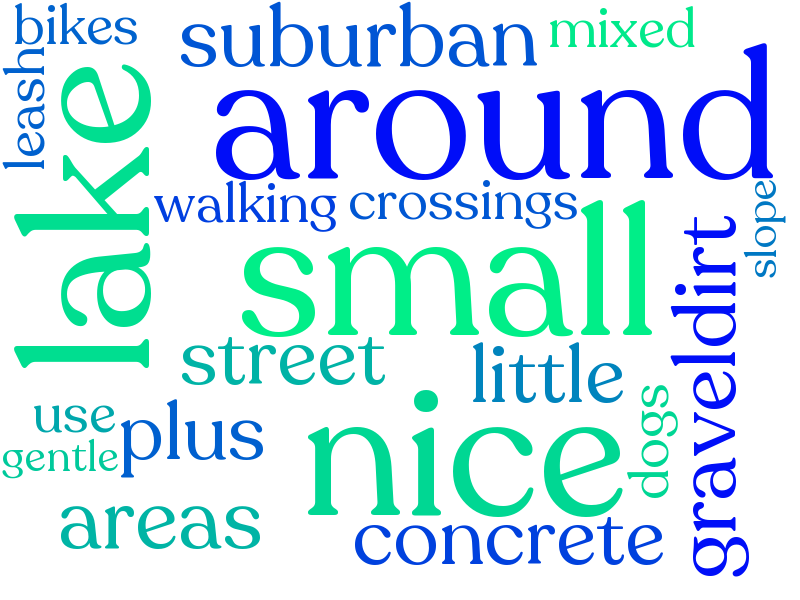 bikes
suburban
mixed
leash
around
lake
walking
crossings
slope
small
dirt
street
little
gravel
use
plus
nice
dogs
gentle
areas
concrete